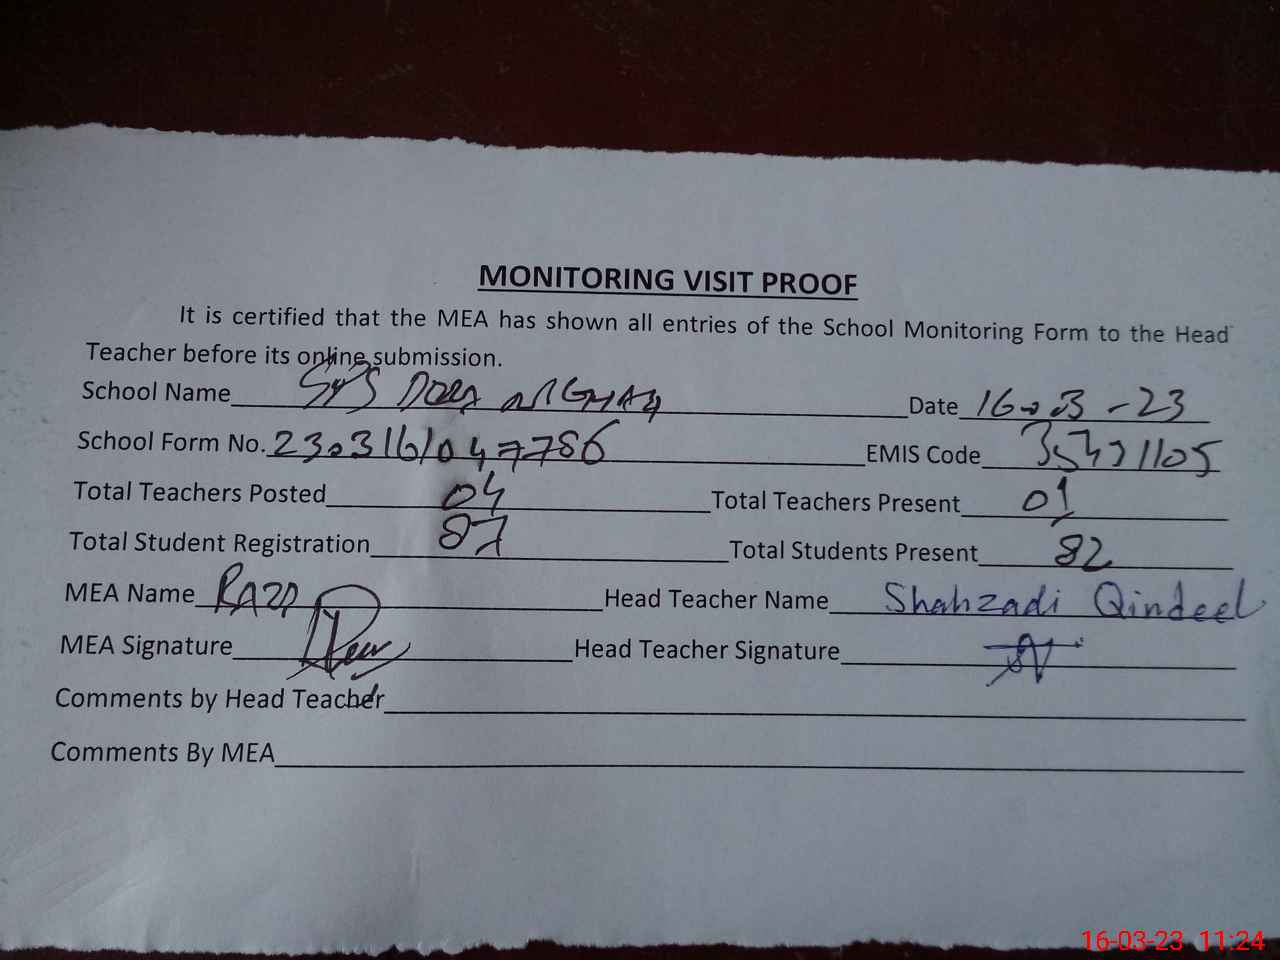 MONITORING VISIT PROOF
It is certified that the MEA has shown all entries of the School Monitoring Form to the Head
Teacher before its online submission.
School Name Date 16-03-23
School Form No. 230316/047786 EMIS Code
Total Teachers Posted 04 Total Teachers Present 01
Total Student Registration 87 Total Students Present 82
MEA Name Head Teacher Name Shahzadi Qindeel
MEA Signature Head Teacher Signature
Comments by Head Teacher
Comments By MEA
16-03-23 11:24